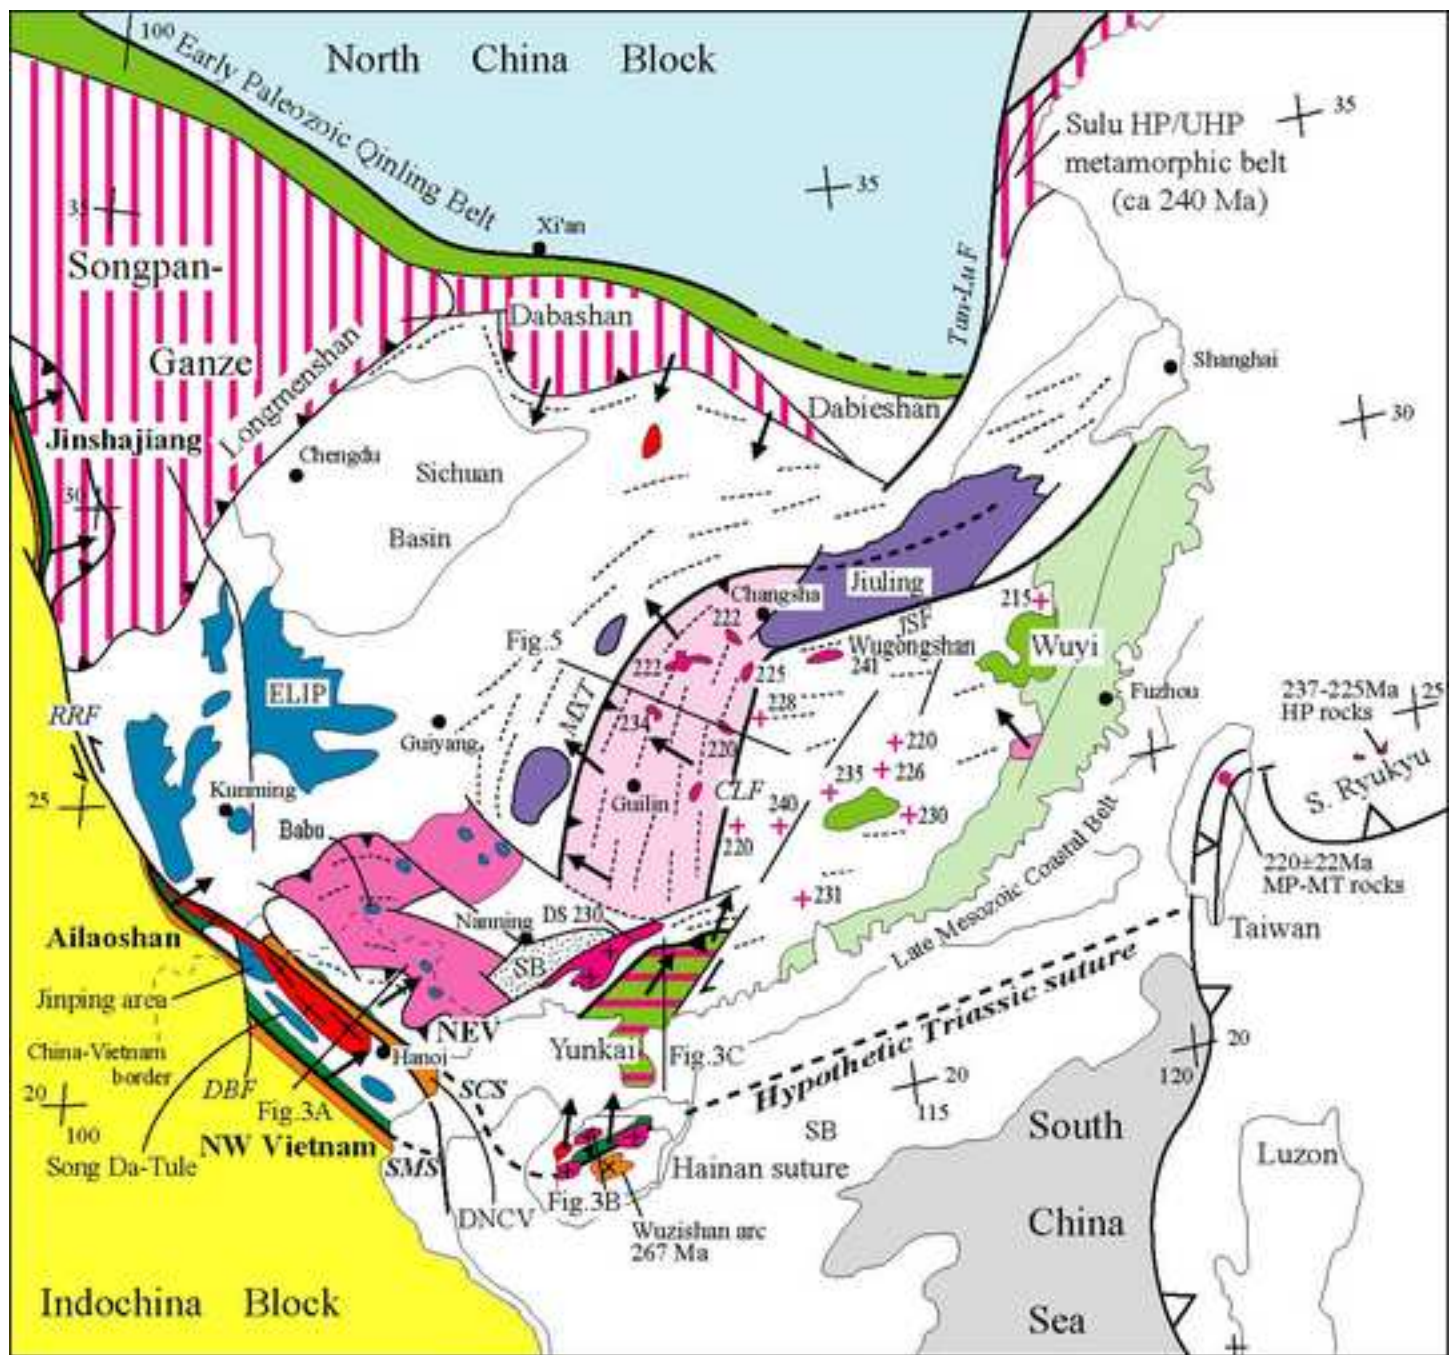 North China Block
100
Early Paleozoic Qinling Belt
35
Sulu HP/UHP
metamorphic belt
(ca 240 Ma)
35
35
Xi'an
Songpan-
Ganze
Tan-Lu F
Dabashan
Shanghai
Longmenshan
Dabieshan
30
Jinshajiang
Chengdu
Sichuan
Basin
30
Jiuling
Changsha
215
JSF
222
Wugongshan
Wuyi
Fig.5
222
225
241
ELIP
MXT
228
Fuzhou
237-225Ma
HP rocks
25
RRF
234
Guiyang
220
220
226
235
Guilin
CLF
S. Ryukyu
25
Kunming
240
230
Babu
220
220±22Ma
MP-MT rocks
231
Late Mesozoic Coastal Belt
Nanning
DS 230
Taiwan
Ailaoshan
SB
Jinping area
Hypothetic Triassic suture
NEV
Yunkai
Fig.3C
China-Vietnam
border
Hanoi
20
120
DBF
SCS
20
115
20
100
Fig.3A
NW Vietnam
SB
South
China
Sea
Luzon
Song Da-Tule
SMS
Hainan suture
Fig.3B
DNCV
Wuzishan arc
267 Ma
Indochina Block